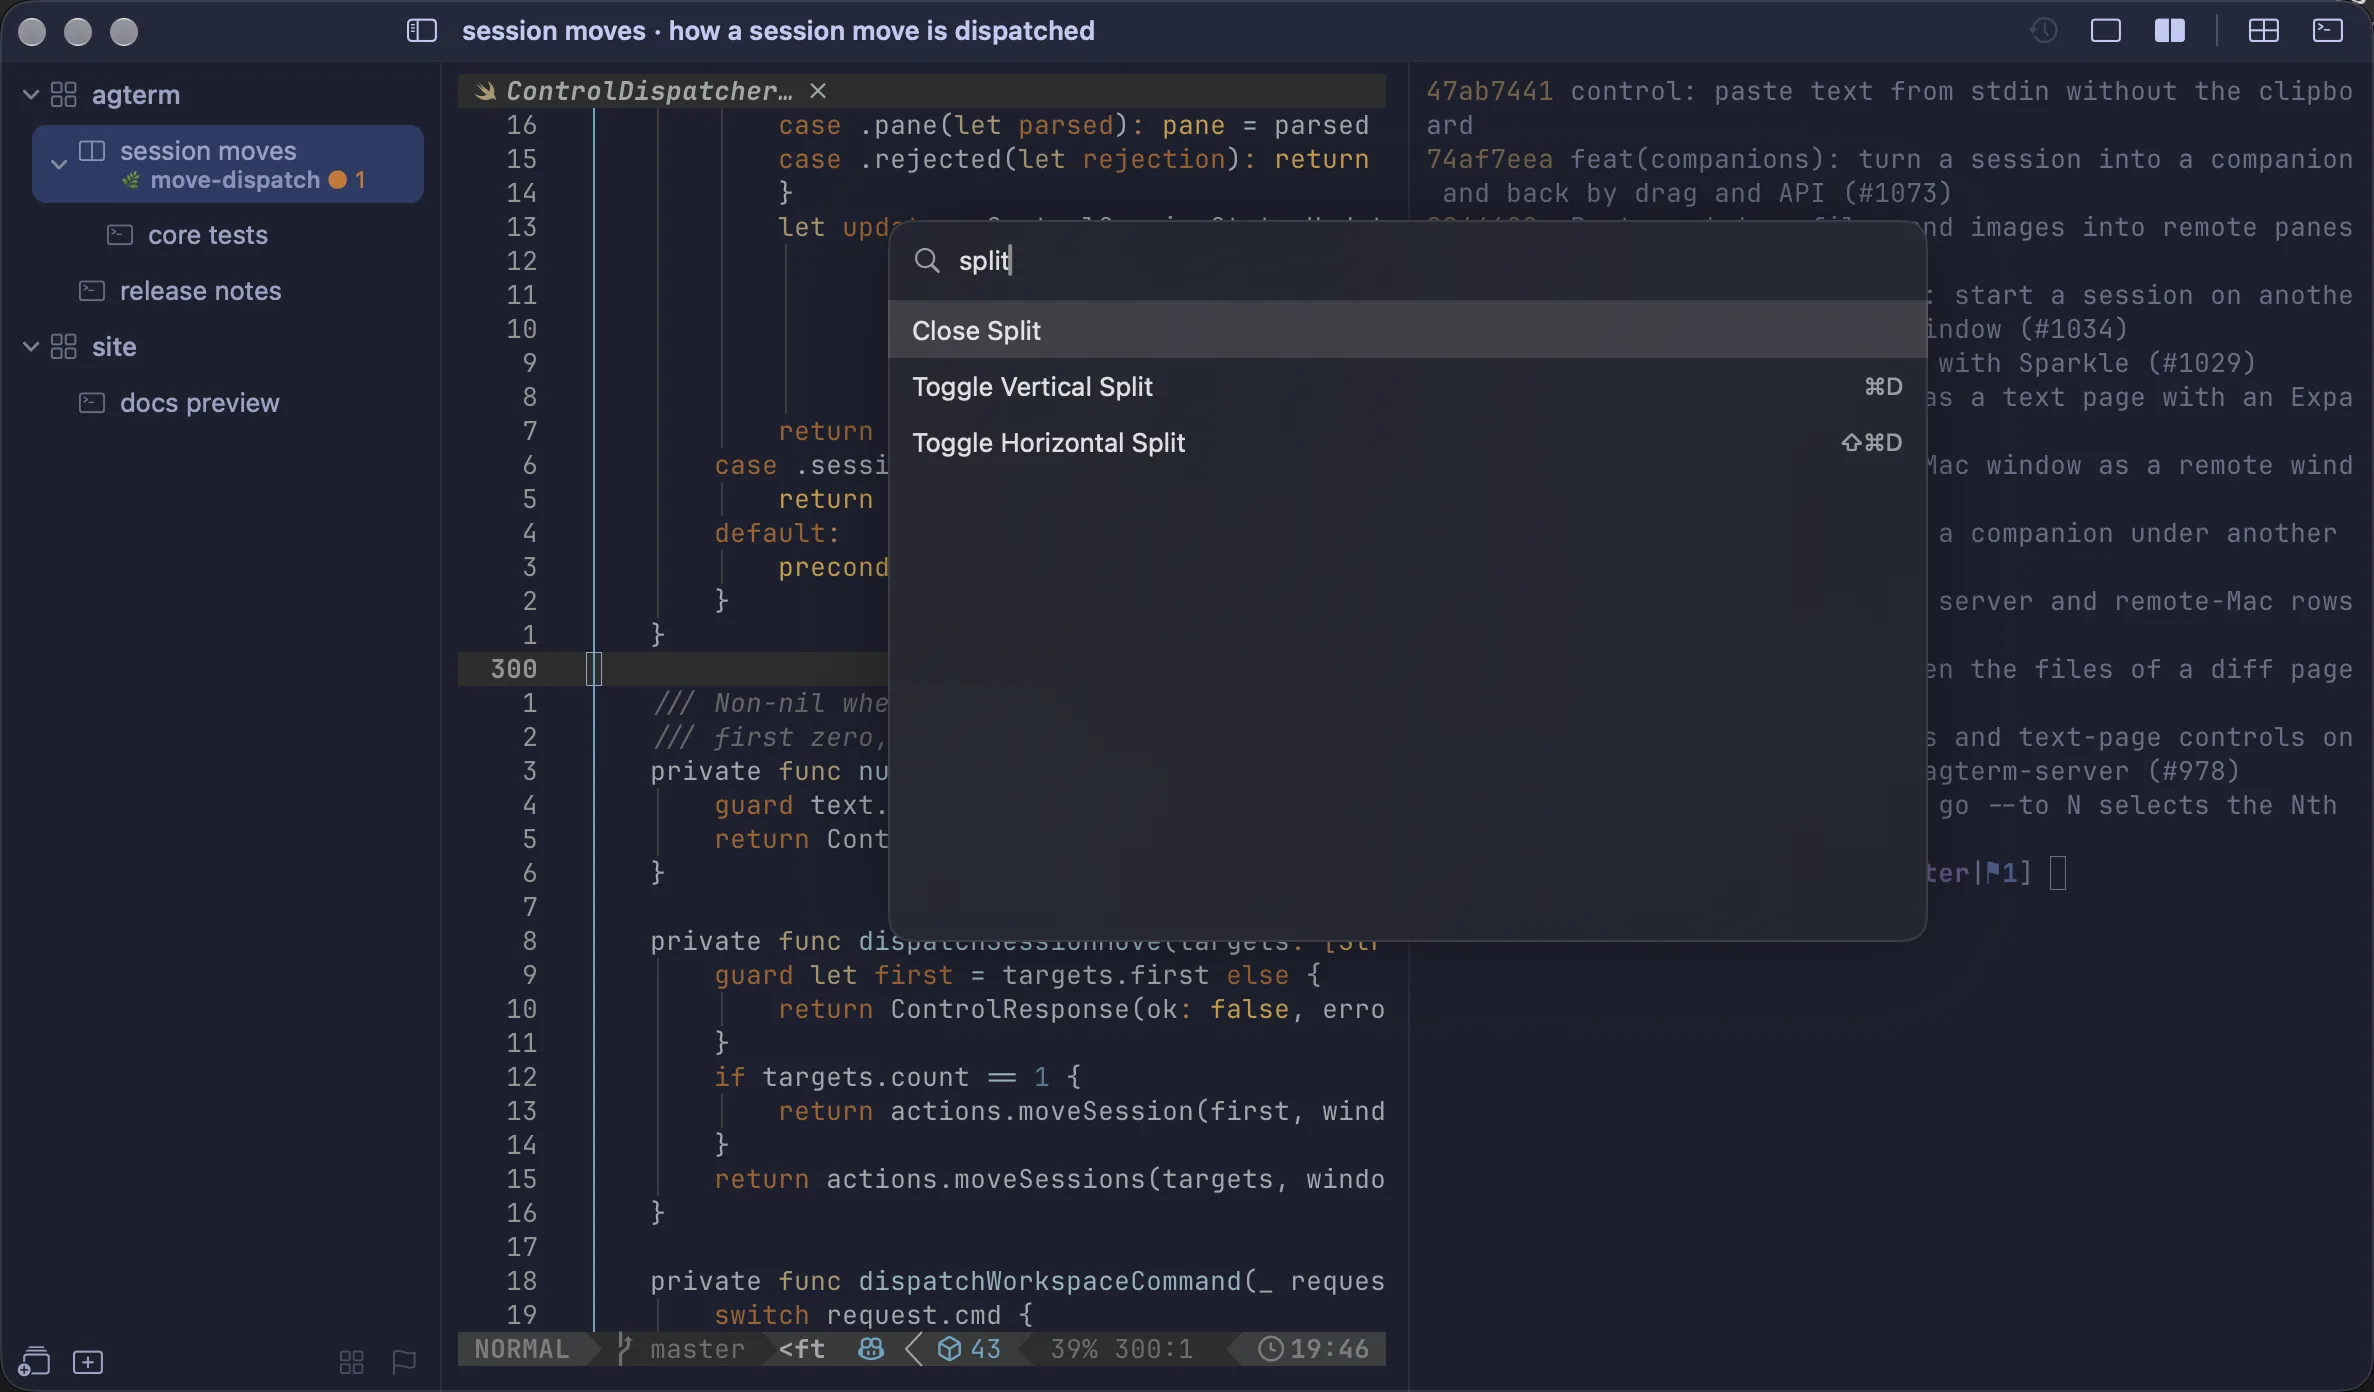 session moves · how a session move is dispatched
agterm
session moves
move-dispatch 1
core tests
release notes
site
docs preview
ControlDispatcher… ×
16 case .pane(let parsed): pane = parsed
15 case .rejected(let rejection): return
14 }
13 let upda
12
11
10
9
8
7 return
6 case .sessi
5 return
4 default:
3 precond
2 }
1 }
300
1 /// Non-nil whe
2 /// first zero,
3 private func nu
4 guard text.
5 return Cont
6 }
7
8 private func dispatchSessionMove(targets: [Str
9 guard let first = targets.first else {
10 return ControlResponse(ok: false, erro
11 }
12 if targets.count == 1 {
13 return actions.moveSession(first, wind
14 }
15 return actions.moveSessions(targets, windo
16 }
17
18 private func dispatchWorkspaceCommand(_ reques
19 switch request.cmd {
NORMAL master <ft 43 39% 300:1 19:46
split
Close Split
Toggle Vertical Split ⌘D
Toggle Horizontal Split ⇧⌘D
47ab7441 control: paste text from stdin without the clipbo
ard
74af7eea feat(companions): turn a session into a companion
and back by drag and API (#1073)
nd images into remote panes
: start a session on anothe
indow (#1034)
with Sparkle (#1029)
as a text page with an Expa
Mac window as a remote wind
a companion under another
server and remote-Mac rows
en the files of a diff page
s and text-page controls on
agterm-server (#978)
go --to N selects the Nth
ter|⚑1]